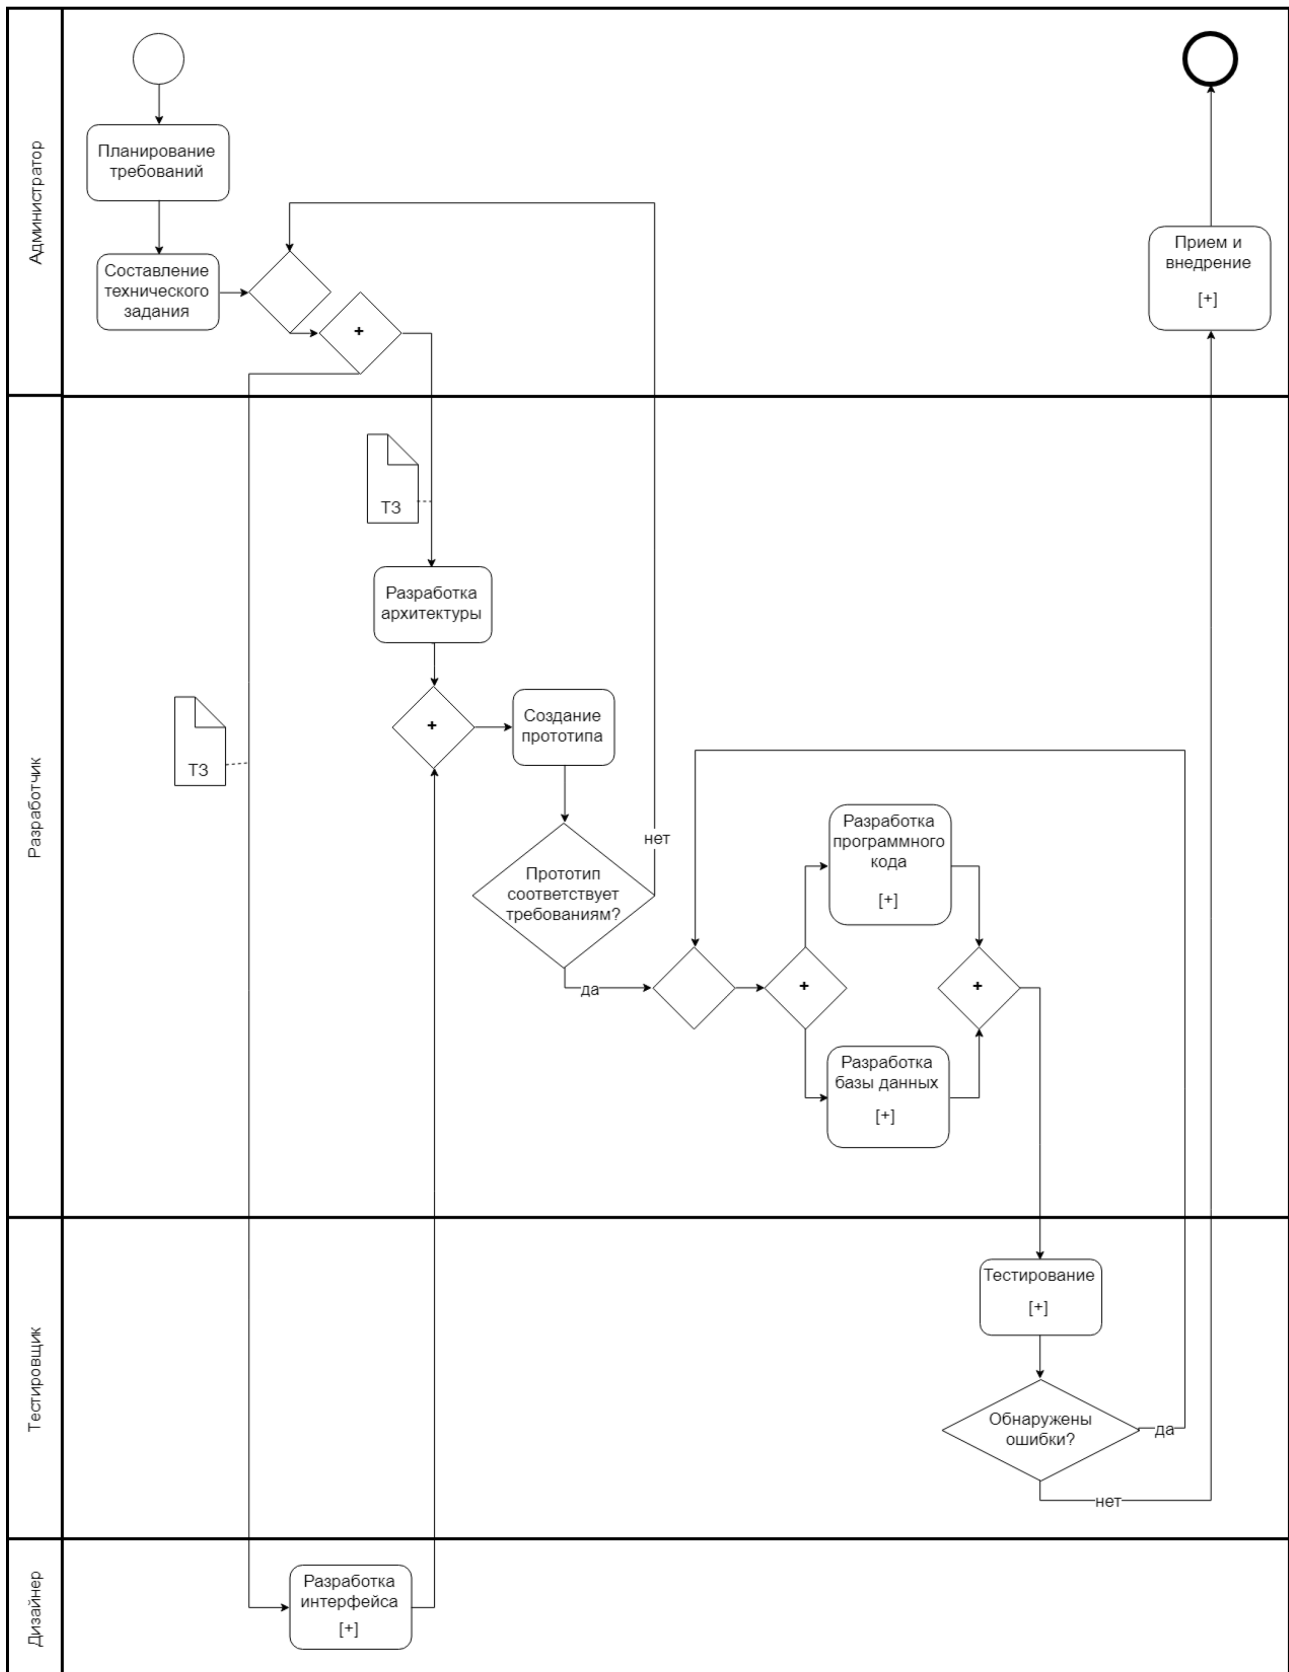 Администратор
Планирование
требований
Составление
технического
задания
+
Прием и
внедрение
[+]
Разработчик
ТЗ
Разработка
архитектуры
ТЗ
+
Создание
прототипа
Прототип
соответствует
требованиям?
нет
да
Разработка
программного
кода
[+]
+
+
Разработка
базы данных
[+]
Тестировщик
Тестирование
[+]
Обнаружены
ошибки?
да
нет
Дизайнер
Разработка
интерфейса
[+]